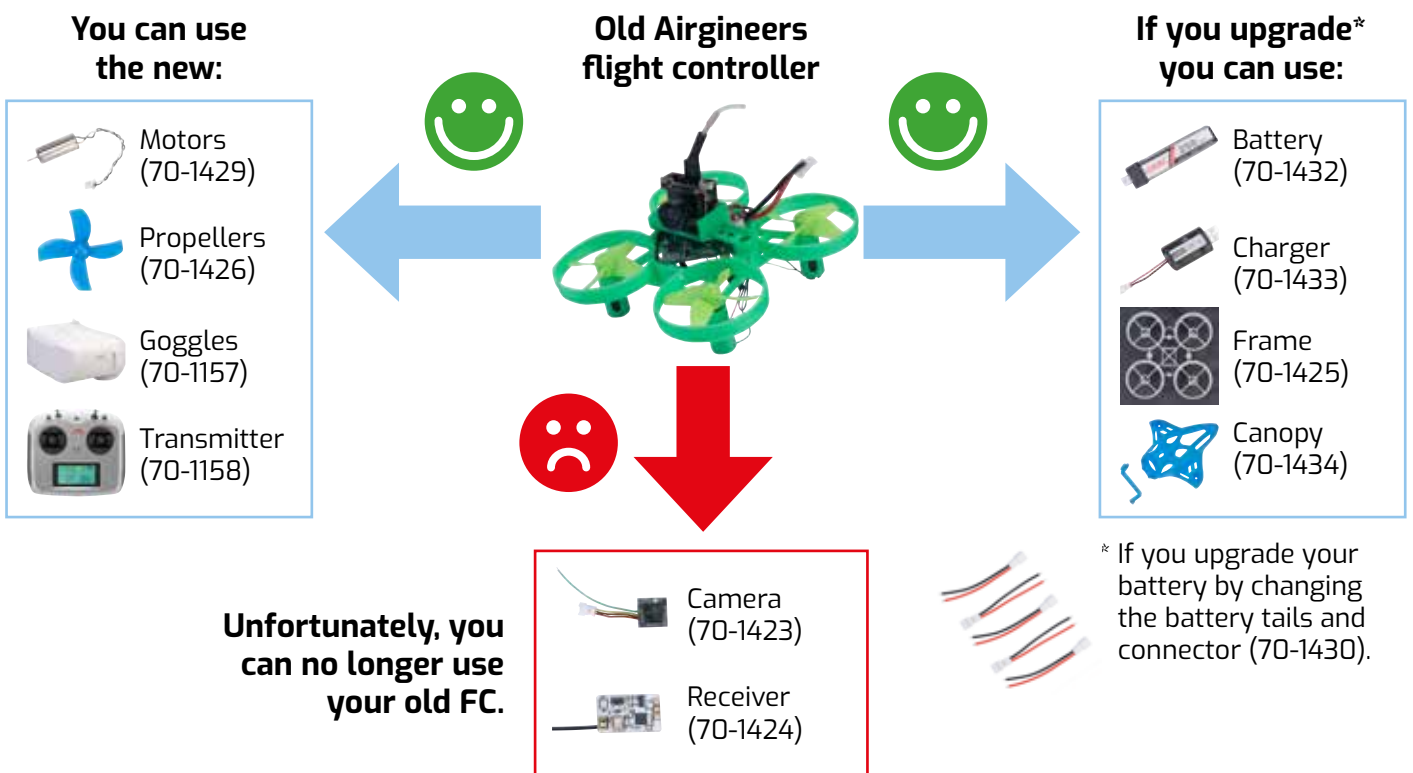 You can use
the new:
Motors
(70-1429)
Propellers
(70-1426)
Goggles
(70-1157)
Transmitter
(70-1158)
Old Airgineers
flight controller
If you upgrade*
you can use:
Battery
(70-1432)
Charger
(70-1433)
Frame
(70-1425)
Canopy
(70-1434)
* If you upgrade your
battery by changing
the battery tails and
connector (70-1430).
Unfortunately, you
can no longer use
your old FC.
Camera
(70-1423)
Receiver
(70-1424)